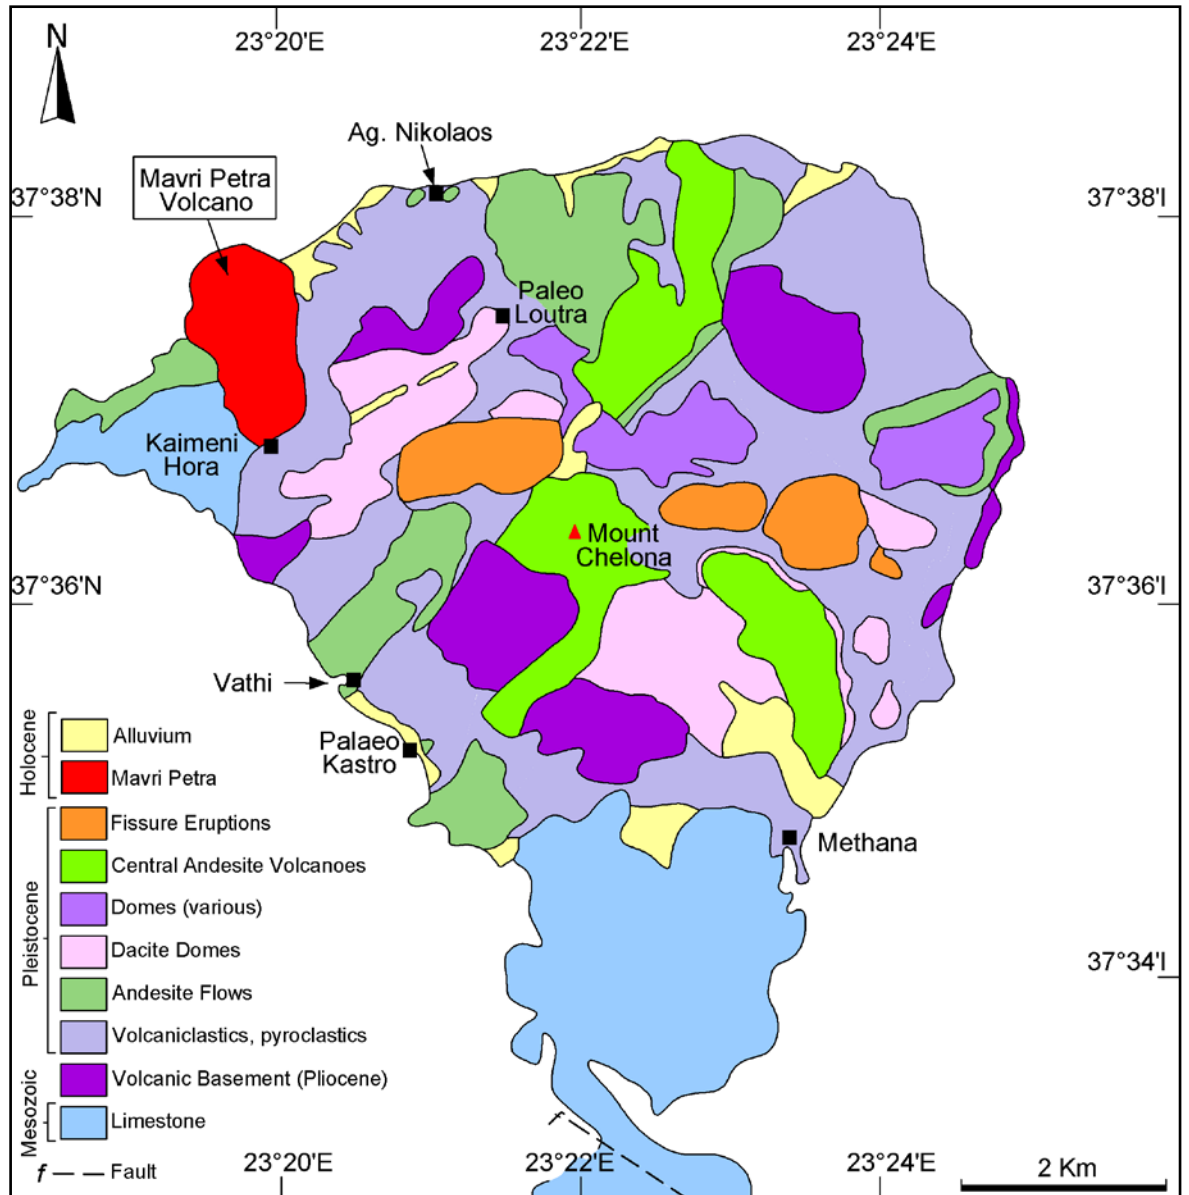 23°20'E
23°22'E
23°24'E
N
Ag. Nikolaos
Mavri Petra
Volcano
37°38'N
37°38'I
Paleo
Loutra
Kaimeni
Hora
Mount
Chelona
37°36'N
37°36'I
Vathi
Palaeo
Kastro
Methana
37°34'I
Holocene
Alluvium
Mavri Petra
Pleistocene
Fissure Eruptions
Central Andesite Volcanoes
Domes (various)
Dacite Domes
Andesite Flows
Volcaniclastics, pyroclastics
Volcanic Basement (Pliocene)
Mesozoic
Limestone
f Fault
f
23°20'E
23°22'E
23°24'E
2 Km